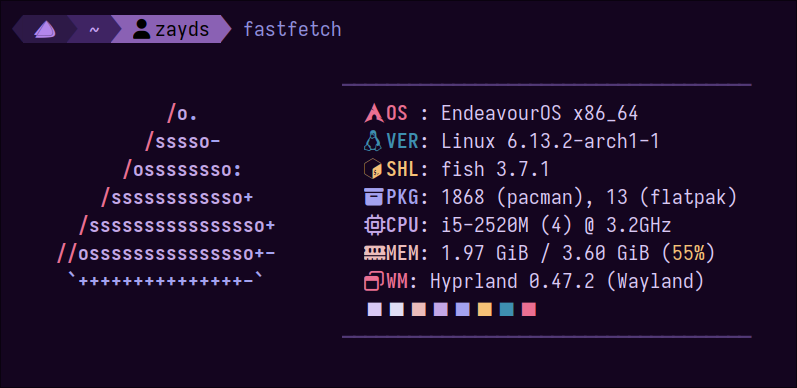 ~ zayds fastfetch
/o.
/sssso-
/ossssssso:
/ssssssssssso+
/ssssssssssssssso+
//osssssssssssssso+-
`+++++++++++++++-`
OS : EndeavourOS x86_64
VER: Linux 6.13.2-arch1-1
SHL: fish 3.7.1
PKG: 1868 (pacman), 13 (flatpak)
CPU: i5-2520M (4) @ 3.2GHz
MEM: 1.97 GiB / 3.60 GiB (55%)
WM: Hyprland 0.47.2 (Wayland)